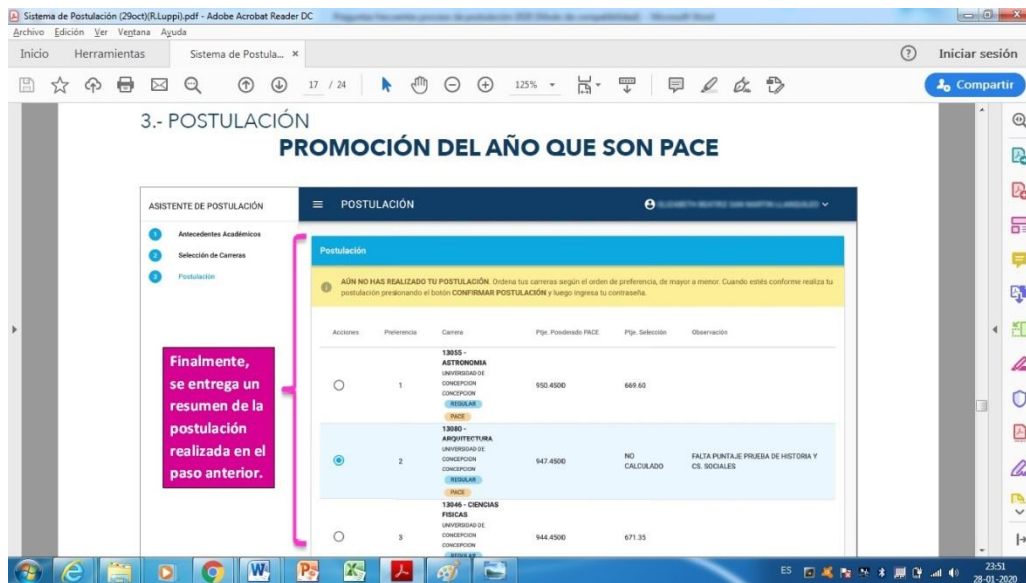 Sistema de Postulación (29oct)(R.Luppi).pdf - Adobe Acrobat Reader DC
Archivo Edición Ver Ventana Ayuda
Inicio Herramientas Sistema de Postula... × Iniciar sesión
17 / 24 125% Compartir
3.- POSTULACIÓN
PROMOCIÓN DEL AÑO QUE SON PACE
ASISTENTE DE POSTULACIÓN
1 Antecedentes Académicos
2 Selección de Carreras
3 Postulación
Finalmente,
se entrega un
resumen de la
postulación
realizada en el
paso anterior.
POSTULACIÓN
Postulación
AÚN NO HAS REALIZADO TU POSTULACIÓN. Ordena tus carreras según el orden de preferencia, de mayor a menor. Cuando estés conforme realiza tu
postulación presionando el botón CONFIRMAR POSTULACIÓN y luego ingresa tu contraseña.
Acciones Preferencia Carrera Ptje. Ponderado PACE Ptje. Selección Observación
13055 -
ASTRONOMIA
UNIVERSIDAD DE
CONCEPCION
CONCEPCION
REGULAR
PACE
1 950.4500 669.60
13080 -
ARQUITECTURA
UNIVERSIDAD DE
CONCEPCION
CONCEPCION
REGULAR
PACE
2 947.4500 NO
CALCULADO
FALTA PUNTAJE PRUEBA DE HISTORIA Y
CS. SOCIALES
13046 - CIENCIAS
FISICAS
UNIVERSIDAD DE
CONCEPCION
CONCEPCION
REGULAR
3 944.4500 671.35
ES 23:51
28-01-2020